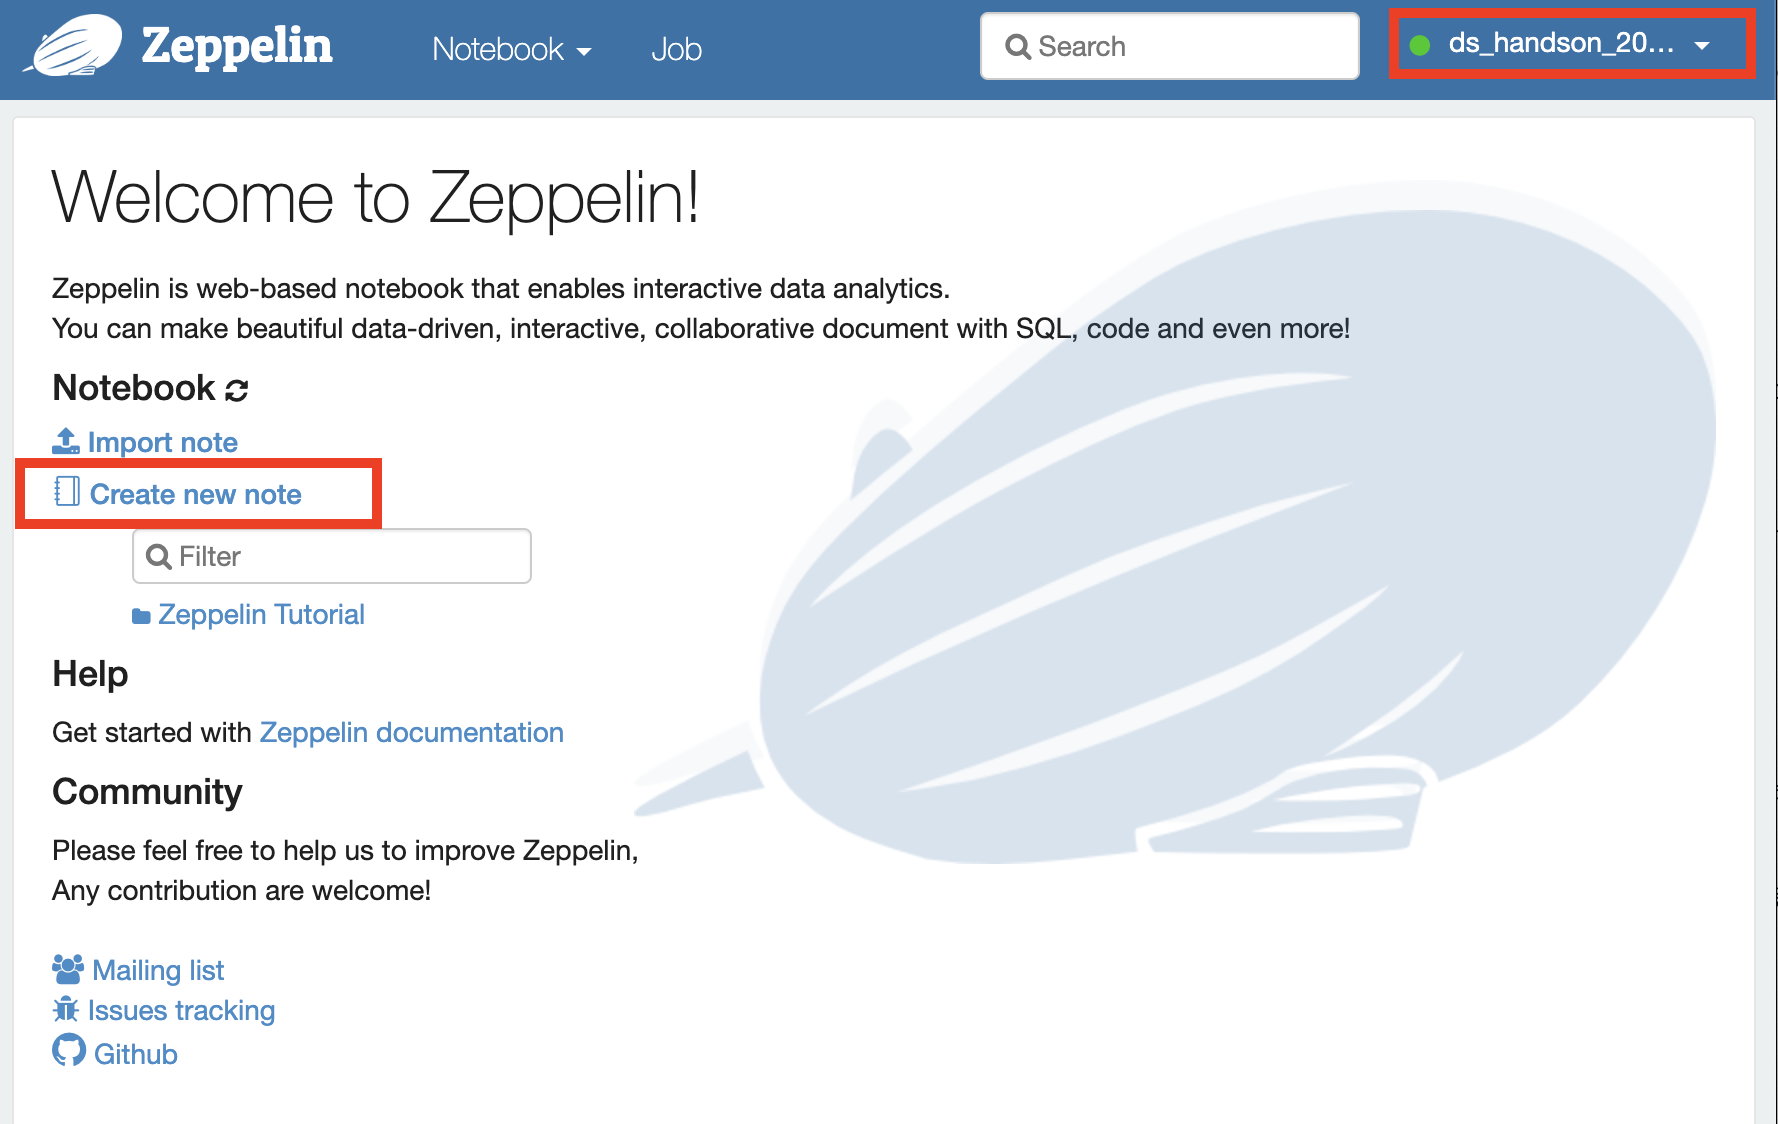 Zeppelin Notebook Job Search ds_handson_20...
Welcome to Zeppelin!
Zeppelin is web-based notebook that enables interactive data analytics.
You can make beautiful data-driven, interactive, collaborative document with SQL, code and even more!
Notebook
Import note
Create new note
Filter
Zeppelin Tutorial
Help
Get started with Zeppelin documentation
Community
Please feel free to help us to improve Zeppelin,
Any contribution are welcome!
Mailing list
Issues tracking
Github